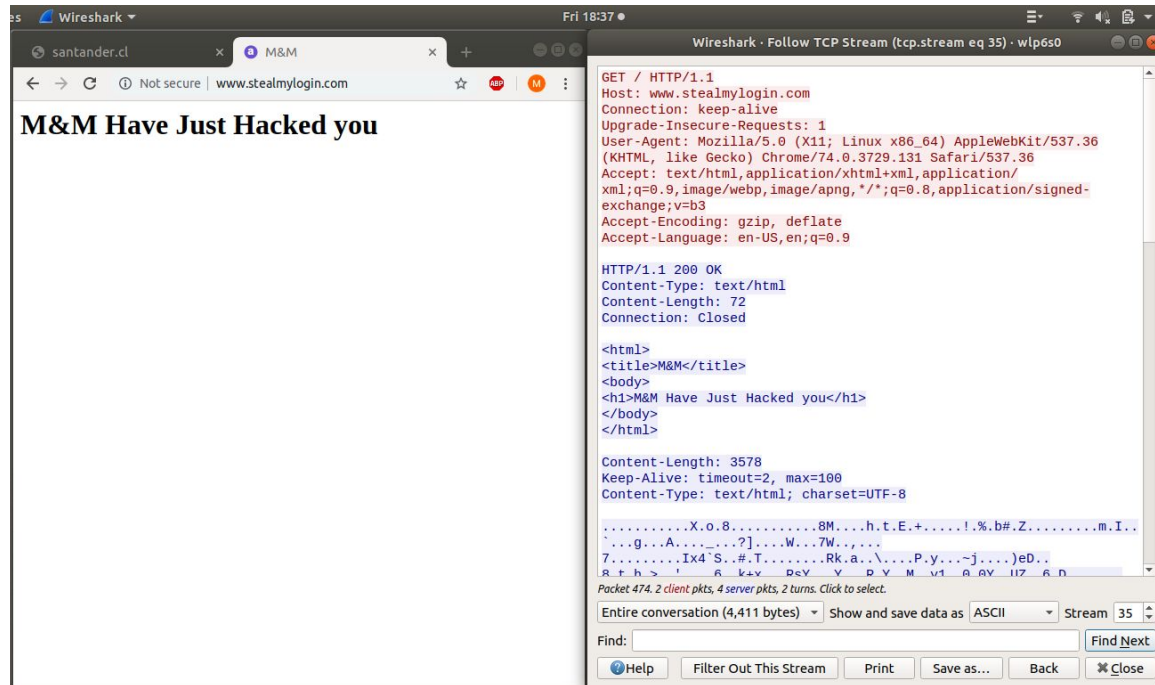 es Wireshark
Fri 18:37
santander.cl
M&M
Not secure | www.stealmylogin.com
ABP
M
M&M Have Just Hacked you
Wireshark · Follow TCP Stream (tcp.stream eq 35) · wlp6s0
GET / HTTP/1.1
Host: www.stealmylogin.com
Connection: keep-alive
Upgrade-Insecure-Requests: 1
User-Agent: Mozilla/5.0 (X11; Linux x86_64) AppleWebKit/537.36
(KHTML, like Gecko) Chrome/74.0.3729.131 Safari/537.36
Accept: text/html,application/xhtml+xml,application/
xml;q=0.9,image/webp,image/apng,*/*;q=0.8,application/signed-
exchange;v=b3
Accept-Encoding: gzip, deflate
Accept-Language: en-US,en;q=0.9
HTTP/1.1 200 OK
Content-Type: text/html
Content-Length: 72
Connection: Closed
<html>
<title>M&M</title>
<body>
<h1>M&M Have Just Hacked you</h1>
</body>
</html>
Content-Length: 3578
Keep-Alive: timeout=2, max=100
Content-Type: text/html; charset=UTF-8
...........X.o.8...........8M....h.t.E.+.....!.%.b#.Z.........m.I..
`...g...A...._...?]....W...7W..,...
7.........Ix4`S..#.T........Rk.a..\....P.y...~j....)eD..
Packet 474. 2 client pkts, 4 server pkts, 2 turns. Click to select.
Entire conversation (4,411 bytes)
Show and save data as
ASCII
Stream
35
Find:
Find Next
Help
Filter Out This Stream
Print
Save as...
Back
Close